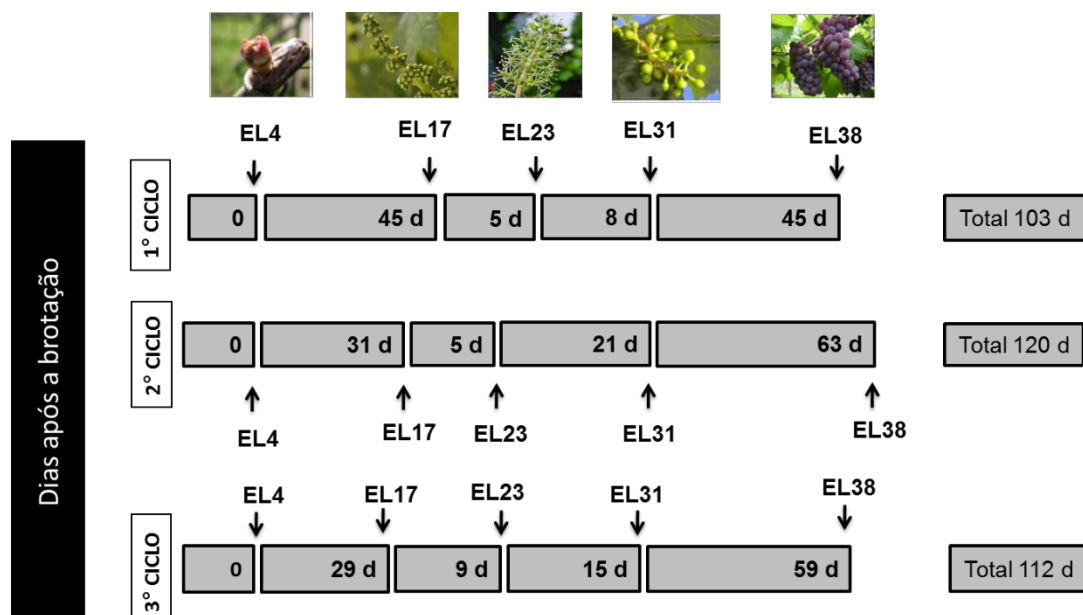 EL4 EL17 EL23 EL31 EL38
Dias após a brotação
1° CICLO
0 45 d 5 d 8 d 45 d Total 103 d
2° CICLO
0 31 d 5 d 21 d 63 d Total 120 d
EL4 EL17 EL23 EL31 EL38
EL4 EL17 EL23 EL31 EL38
3° CICLO
0 29 d 9 d 15 d 59 d Total 112 d